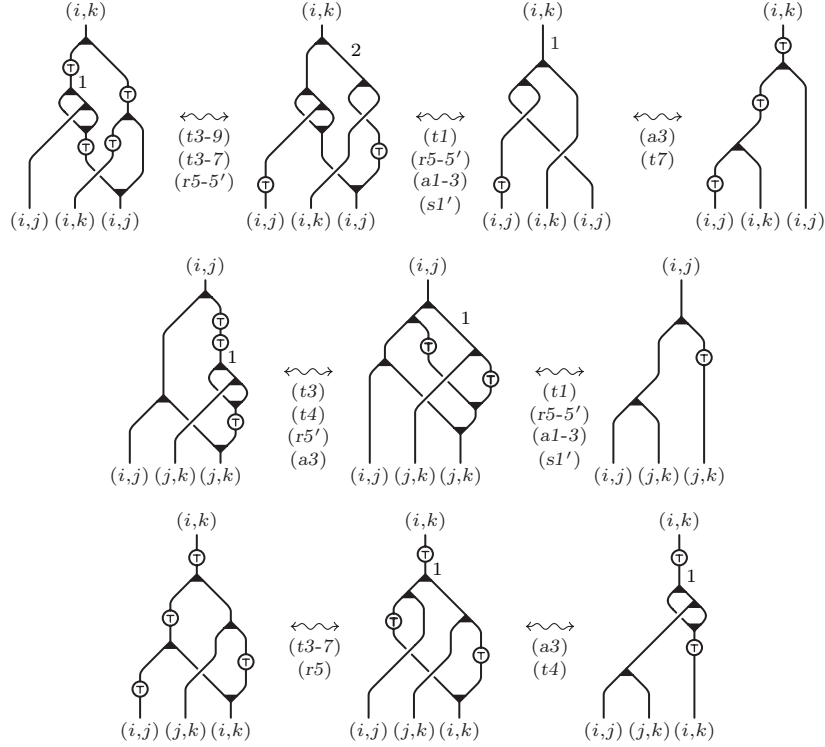 (i,k) (i,k) (i,k) (i,k)
T 1 T T T 2 T T 1 T T T T
(t3-9) (t1) (a3)
(t3-7) (r5-5′) (t7)
(r5-5′) (a1-3)
(s1′)
(i,j) (i,k) (i,j) (i,j) (i,k) (i,j) (i,j) (i,k) (i,j) (i,j) (i,k) (i,j)
(i,j) (i,j) (i,j)
T T 1 T 1 T T T
(t3) (t1)
(t4) (r5-5′)
(r5′) (a1-3)
(a3) (s1′)
(i,j) (j,k) (j,k) (i,j) (j,k) (j,k) (i,j) (j,k) (j,k)
(i,k) (i,k) (i,k)
T T T T T 1 T T T 1 T
(t3-7) (a3)
(r5) (t4)
(i,j) (j,k) (i,k) (i,j) (j,k) (i,k) (i,j) (j,k) (i,k)